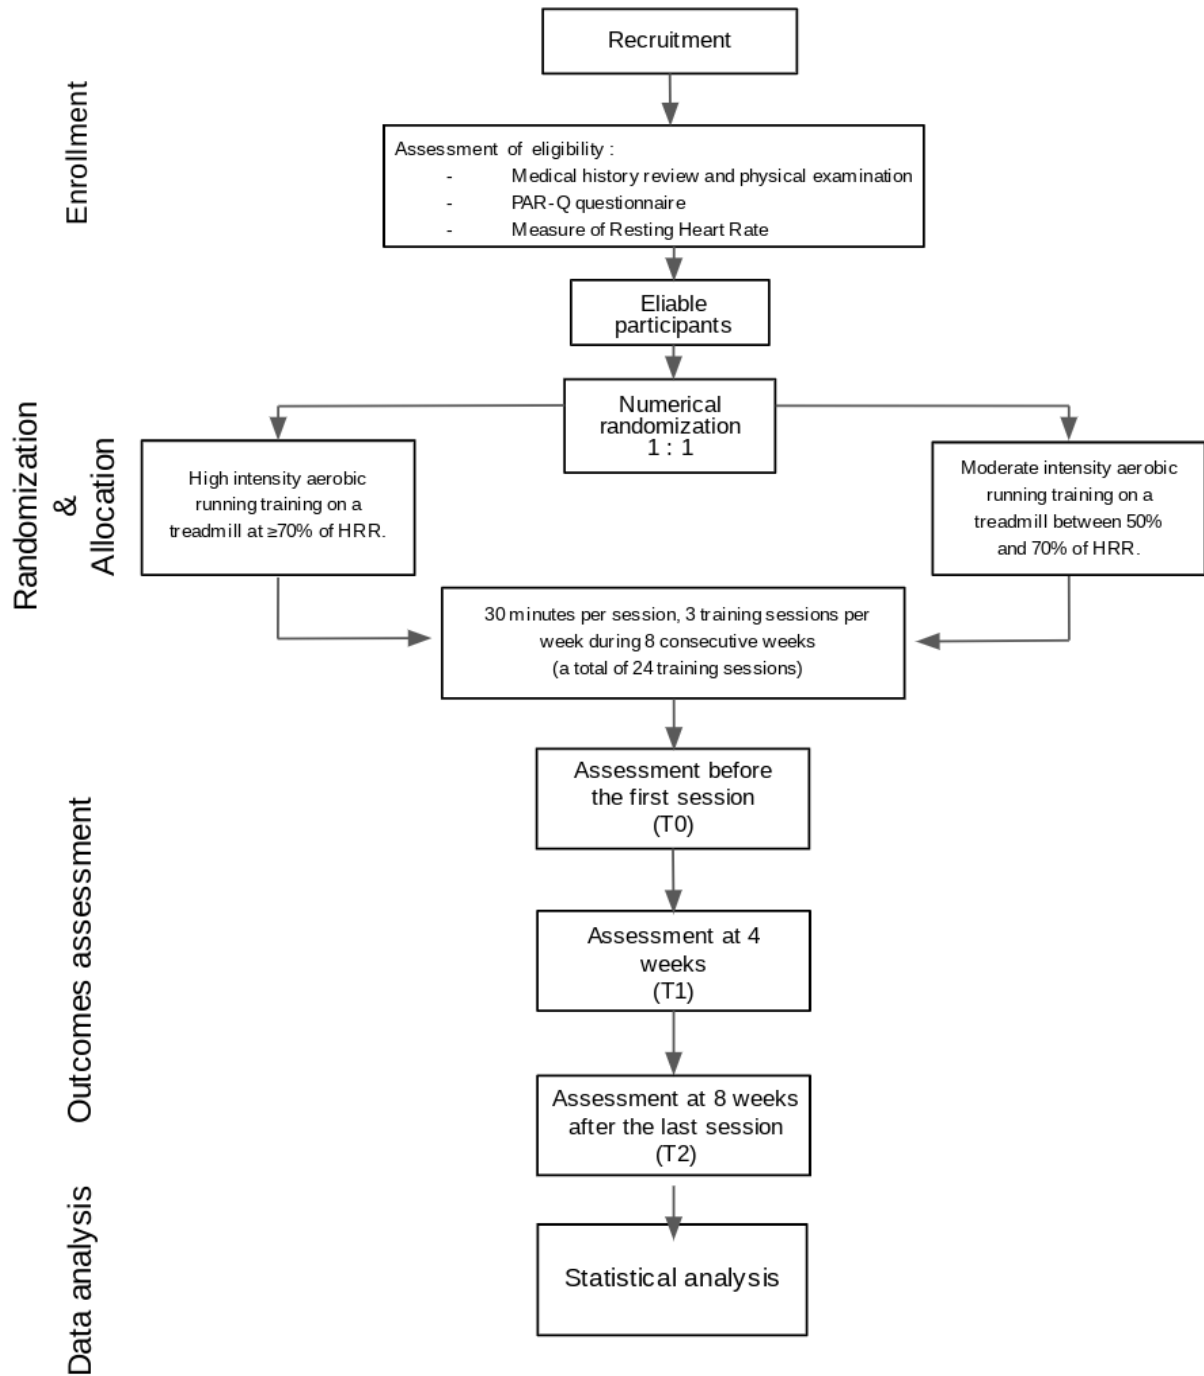 Recruitment
Enrollment
Assessment of eligibility :
- Medical history review and physical examination
- PAR-Q questionnaire
- Measure of Resting Heart Rate
Eliable
participants
Randomization
&
Allocation
Numerical
randomization
1 : 1
High intensity aerobic
running training on a
treadmill at ≥70% of HRR.
Moderate intensity aerobic
running training on a
treadmill between 50%
and 70% of HRR.
30 minutes per session, 3 training sessions per
week during 8 consecutive weeks
(a total of 24 training sessions)
Outcomes assessment
Assessment before
the first session
(T0)
Assessment at 4
weeks
(T1)
Assessment at 8 weeks
after the last session
(T2)
Data analysis
Statistical analysis